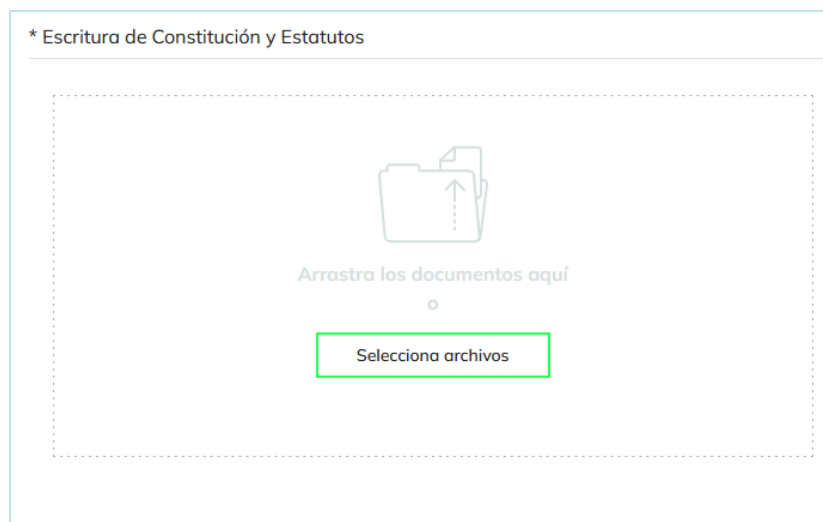 * Escritura de Constitución y Estatutos
Arrastra los documentos aquí
o
Selecciona archivos